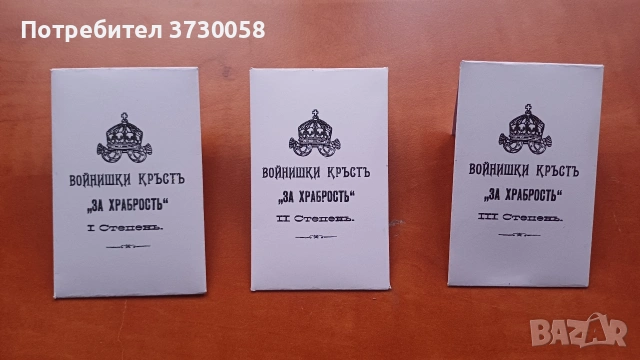 Потребител 3730058
ВОЙНИШКИ КРЪСТЪ
„ЗА ХРАБРОСТЬ“
I Степень.
ВОЙНИШКИ КРЪСТЪ
„ЗА ХРАБРОСТЬ“
II Степень.
ВОЙНИШКИ КРЪСТЪ
„ЗА ХРАБРОСТЬ“
III Степень.
BAZAR